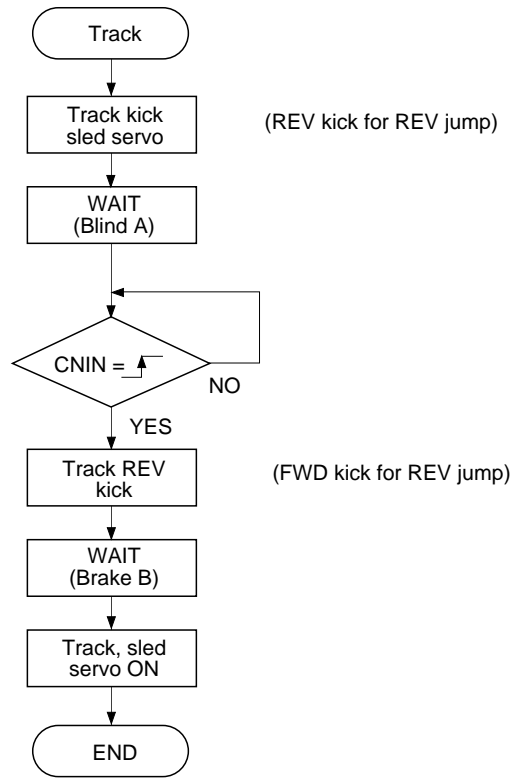 Track
Track kick
sled servo
(REV kick for REV jump)
WAIT
(Blind A)
CNIN =
NO
YES
Track REV
kick
(FWD kick for REV jump)
WAIT
(Brake B)
Track, sled
servo ON
END